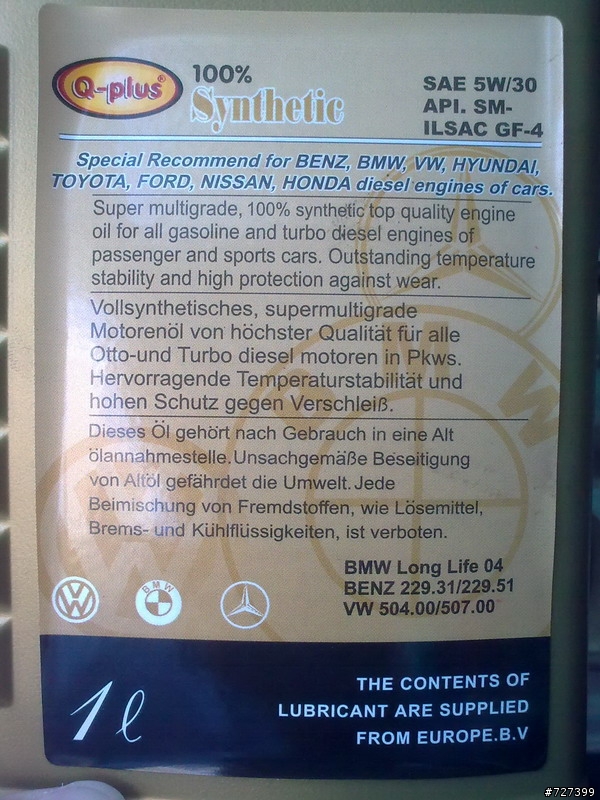 Q-plus®
100%
Synthetic
SAE 5W/30
API. SM-
ILSAC GF-4
Special Recommend for BENZ, BMW, VW, HYUNDAI,
TOYOTA, FORD, NISSAN, HONDA diesel engines of cars.
Super multigrade, 100% synthetic top quality engine
oil for all gasoline and turbo diesel engines of
passenger and sports cars. Outstanding temperature
stability and high protection against wear.
Vollsynthetisches, supermultigrade
Motorenöl von höchster Qualität für alle
Otto-und Turbo diesel motoren in Pkws.
Hervorragende Temperaturstabilität und
hohen Schutz gegen Verschleiß.
Dieses Öl gehört nach Gebrauch in eine Alt
ölannahmestelle.Unsachgemäße Beseitigung
von Altöl gefährdet die Umwelt.Jede
Beimischung von Fremdstoffen, wie Lösemittel,
Brems- und Kühlflüssigkeiten, ist verboten.
BMW Long Life 04
BENZ 229.31/229.51
VW 504.00/507.00
VW
BMW
1 ℓ
THE CONTENTS OF
LUBRICANT ARE SUPPLIED
FROM EUROPE.B.V
#727399